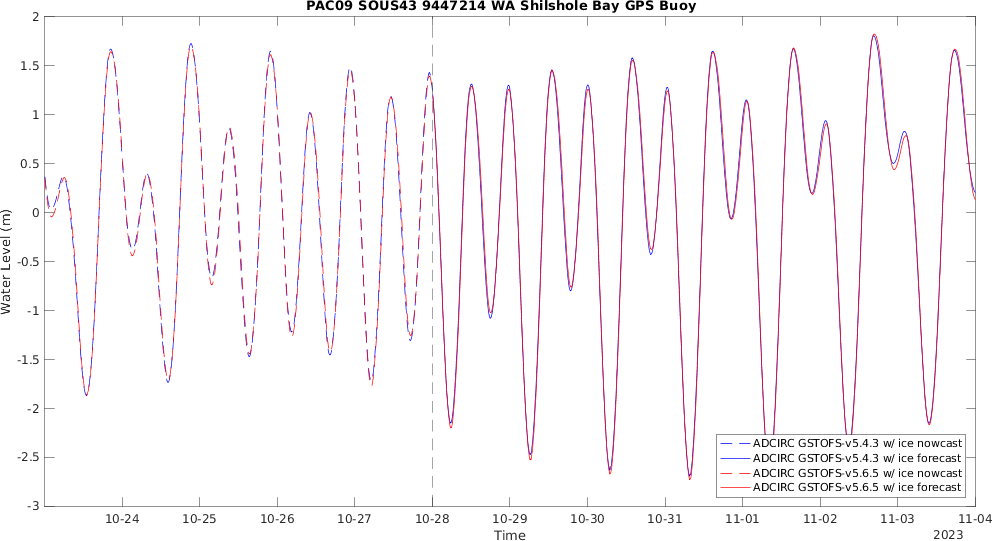 PAC09 SOUS43 9447214 WA Shilshole Bay GPS Buoy
2
1.5
1
0.5
0
-0.5
-1
-1.5
-2
-2.5
-3
Water Level (m)
ADCIRC GSTOFS-v5.4.3 w/ ice nowcast
ADCIRC GSTOFS-v5.4.3 w/ ice forecast
ADCIRC GSTOFS-v5.6.5 w/ ice nowcast
ADCIRC GSTOFS-v5.6.5 w/ ice forecast
10-24 10-25 10-26 10-27 10-28 10-29 10-30 10-31 11-01 11-02 11-03 11-04
Time
2023